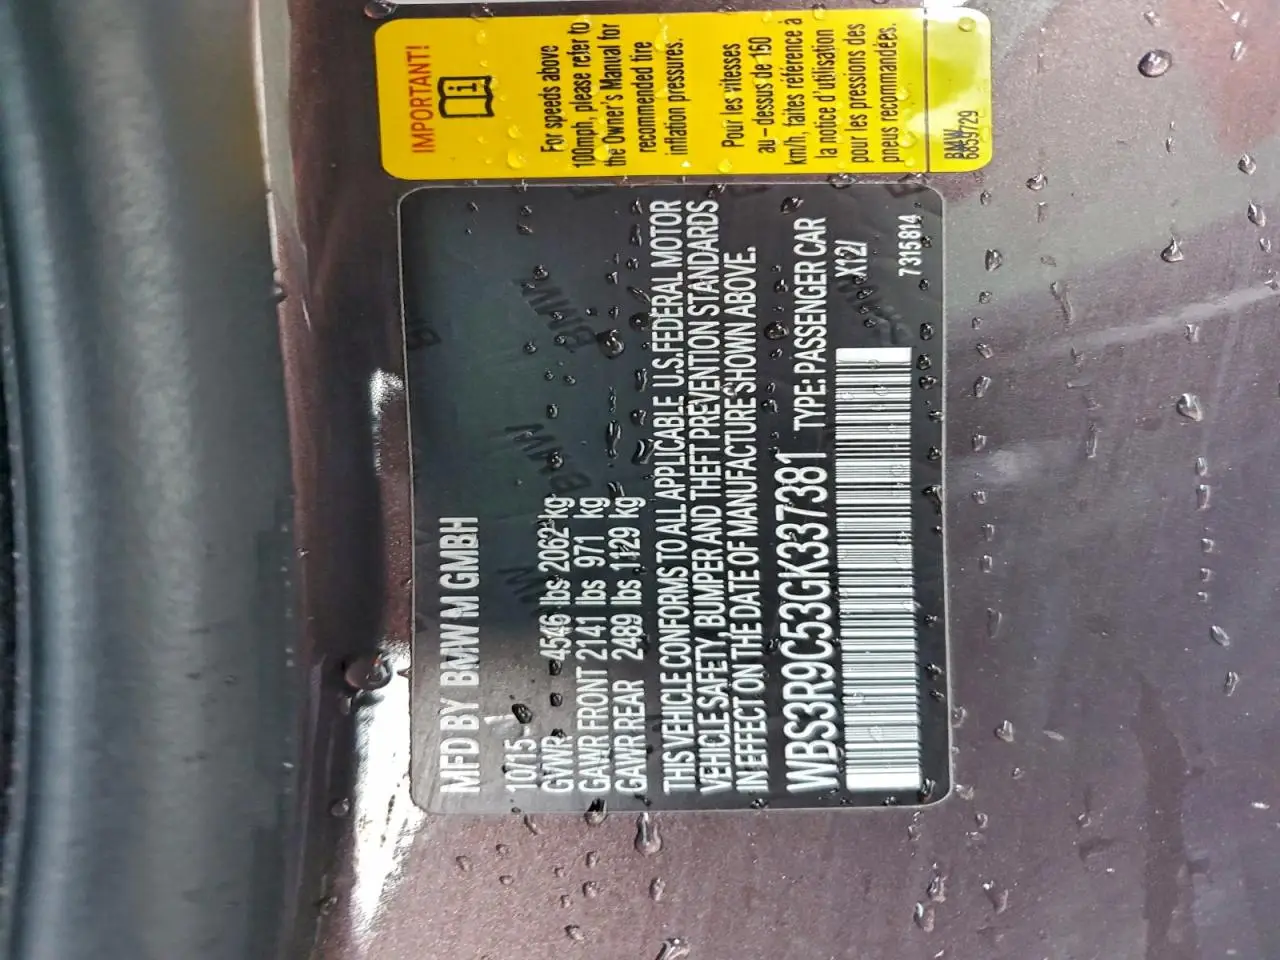 IMPORTANT!
For speeds above
100mph, please refer to
the Owner's Manual for
recommended tire
inflation pressures.
Pour les vitesses
au-dessus de 160
km/h, faites référence à
la notice d'utilisation
pour les pressions des
pneus recommandées.
BMW
6859729
MFD BY BMW M GMBH
10/15 1
GVWR 4546 lbs 2062 kg
GAWR FRONT 2141 lbs 971 kg
GAWR REAR 2489 lbs 1129 kg
THIS VEHICLE CONFORMS TO ALL APPLICABLE U.S. FEDERAL MOTOR
VEHICLE SAFETY, BUMPER AND THEFT PREVENTION STANDARDS
IN EFFECT ON THE DATE OF MANUFACTURE SHOWN ABOVE.
WBS3R9C53GK337381 TYPE: PASSENGER CAR
X12/
7315814